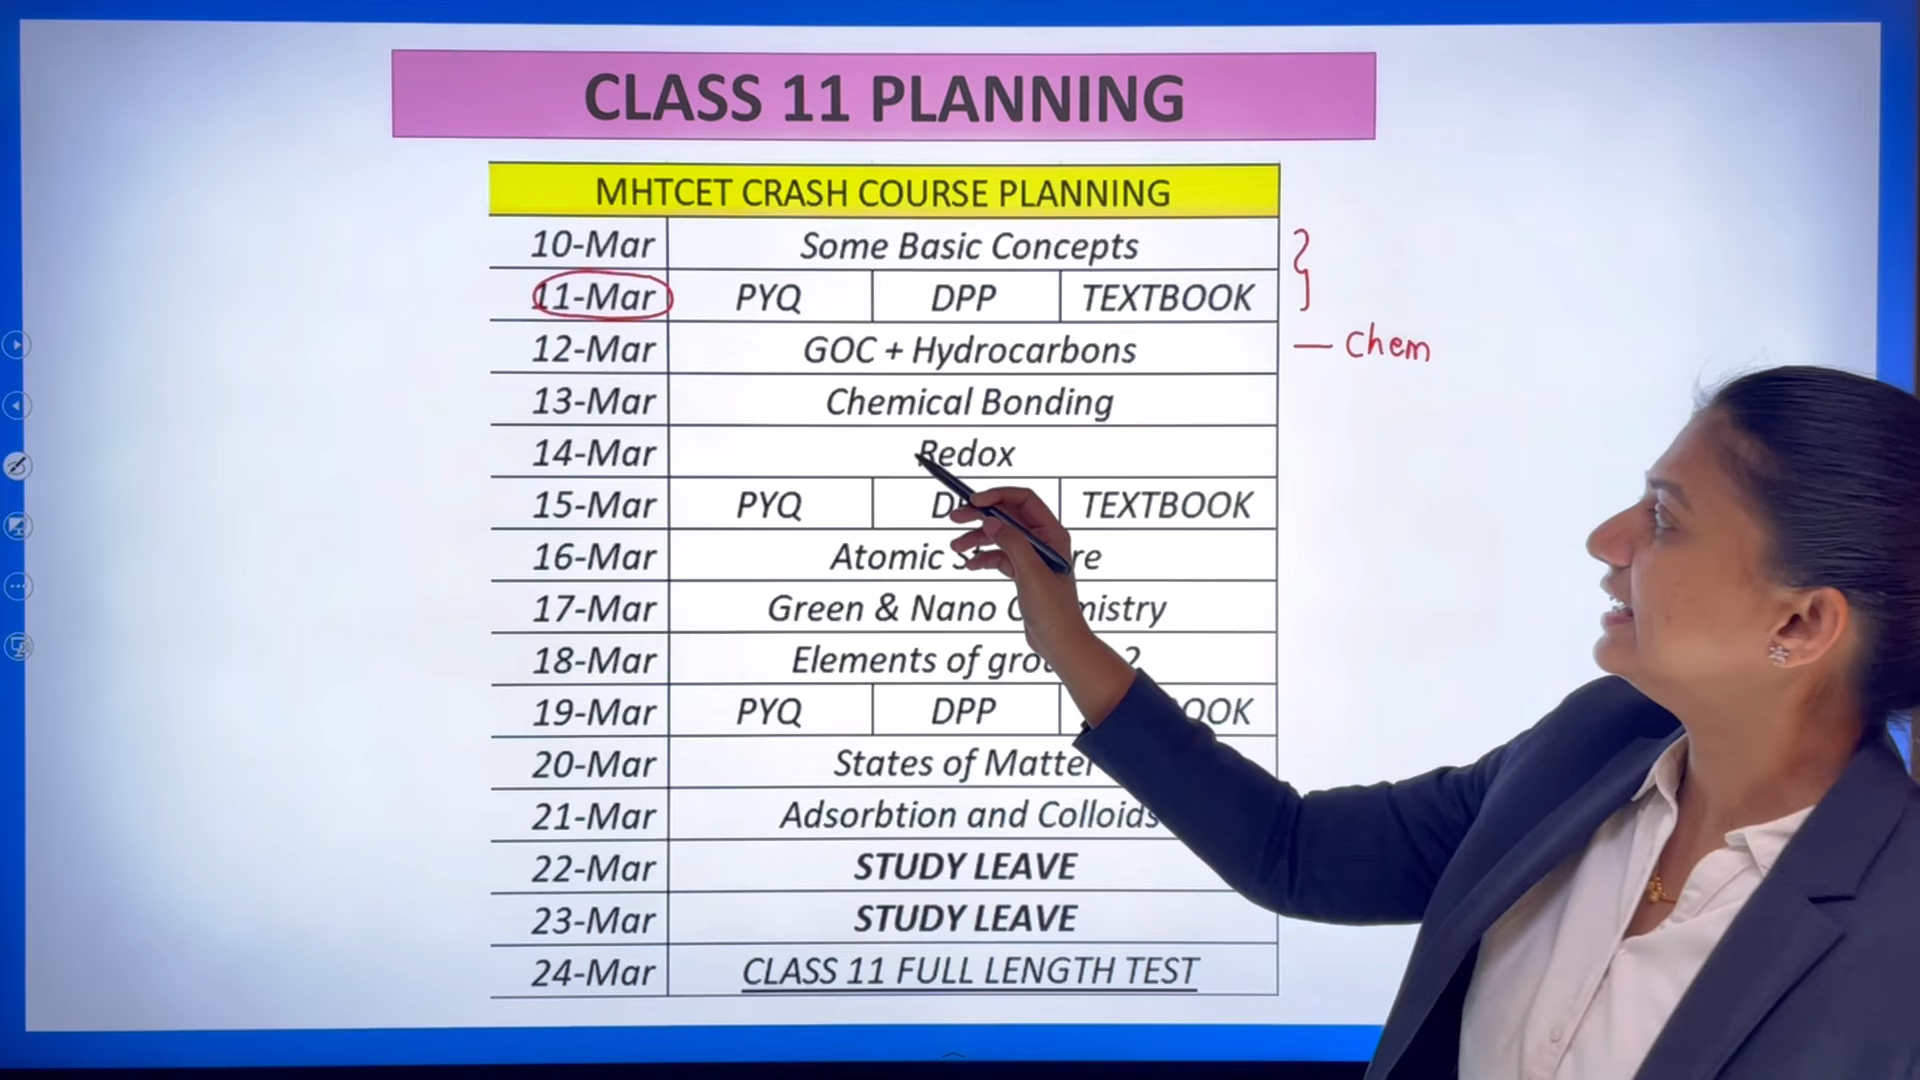 CLASS 11 PLANNING
MHTCET CRASH COURSE PLANNING
10-Mar Some Basic Concepts
11-Mar PYQ DPP TEXTBOOK
12-Mar GOC + Hydrocarbons — Chem
13-Mar Chemical Bonding
14-Mar Redox
15-Mar PYQ TEXTBOOK
16-Mar Atomic
17-Mar Green & Nano
18-Mar Elements of 2
19-Mar PYQ DPP
20-Mar States of Matter
21-Mar Adsorbtion and Colloids
22-Mar STUDY LEAVE
23-Mar STUDY LEAVE
24-Mar CLASS 11 FULL LENGTH TEST